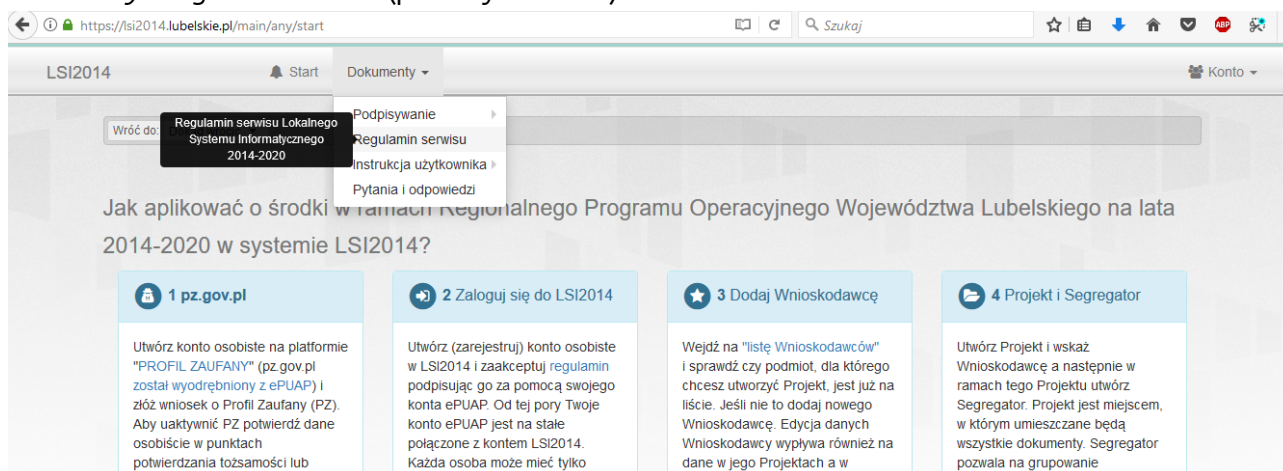 https://lsi2014.lubelskie.pl/main/any/start
Szukaj
ABP
LSI2014
Start
Dokumenty
Konto
Podpisywanie
Regulamin serwisu
Instrukcja użytkownika
Pytania i odpowiedzi
Wróć do:
Regulamin serwisu Lokalnego
Systemu Informatycznego
2014-2020
Jak aplikować o środki w ramach Regionalnego Programu Operacyjnego Województwa Lubelskiego na lata
2014-2020 w systemie LSI2014?
1 pz.gov.pl
Utwórz konto osobiste na platformie
"PROFIL ZAUFANY" (pz.gov.pl
został wyodrębniony z ePUAP) i
złóż wniosek o Profil Zaufany (PZ).
Aby uaktywnić PZ potwierdź dane
osobiście w punktach
potwierdzania tożsamości lub
2 Zaloguj się do LSI2014
Utwórz (zarejestruj) konto osobiste
w LSI2014 i zaakceptuj regulamin
podpisując go za pomocą swojego
konta ePUAP. Od tej pory Twoje
konto ePUAP jest na stałe
połączone z kontem LSI2014.
Każda osoba może mieć tylko
3 Dodaj Wnioskodawcę
Wejdź na "listę Wnioskodawców"
i sprawdź czy podmiot, dla którego
chcesz utworzyć Projekt, jest już na
liście. Jeśli nie to dodaj nowego
Wnioskodawcę. Edycja danych
Wnioskodawcy wypływa również na
dane w jego Projektach a w
4 Projekt i Segregator
Utwórz Projekt i wskaż
Wnioskodawcę a następnie w
ramach tego Projektu utwórz
Segregator. Projekt jest miejscem,
w którym umieszczane będą
wszystkie dokumenty. Segregator
pozwala na grupowanie